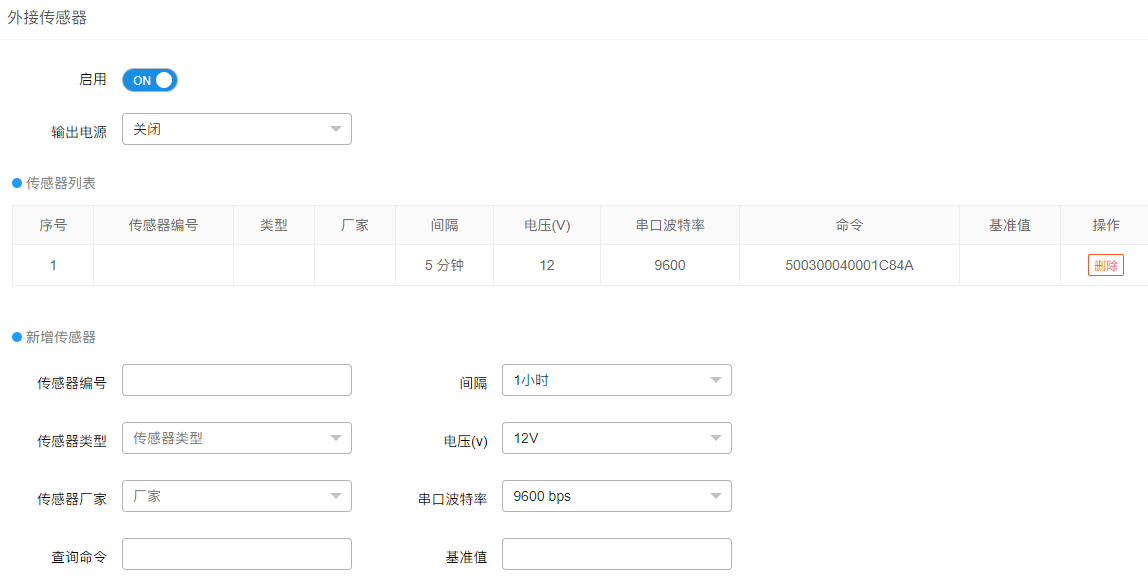 外接传感器
启用 ON
输出电源 关闭
传感器列表
序号 传感器编号 类型 厂家 间隔 电压(V) 串口波特率 命令 基准值 操作
1 5 分钟 12 9600 500300040001C84A 删除
新增传感器
传感器编号 间隔 1小时
传感器类型 传感器类型 电压(v) 12V
传感器厂家 厂家 串口波特率 9600 bps
查询命令 基准值